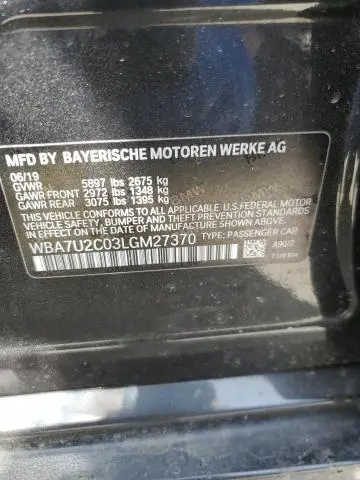 MFD BY BAYERISCHE MOTOREN WERKE AG
06/19
GVWR 5897 lbs 2675 kg
GAWR FRONT 2972 lbs 1348 kg
GAWR REAR 3075 lbs 1395 kg
THIS VEHICLE CONFORMS TO ALL APPLICABLE U.S.FEDERAL MOTOR
VEHICLE SAFETY, BUMPER AND THEFT PREVENTION STANDARDS
IN EFFECT ON THE DATE OF MANUFACTURE SHOWN ABOVE.
WBA7U2C03LGM27370 TYPE: PASSENGER CAR
BMW